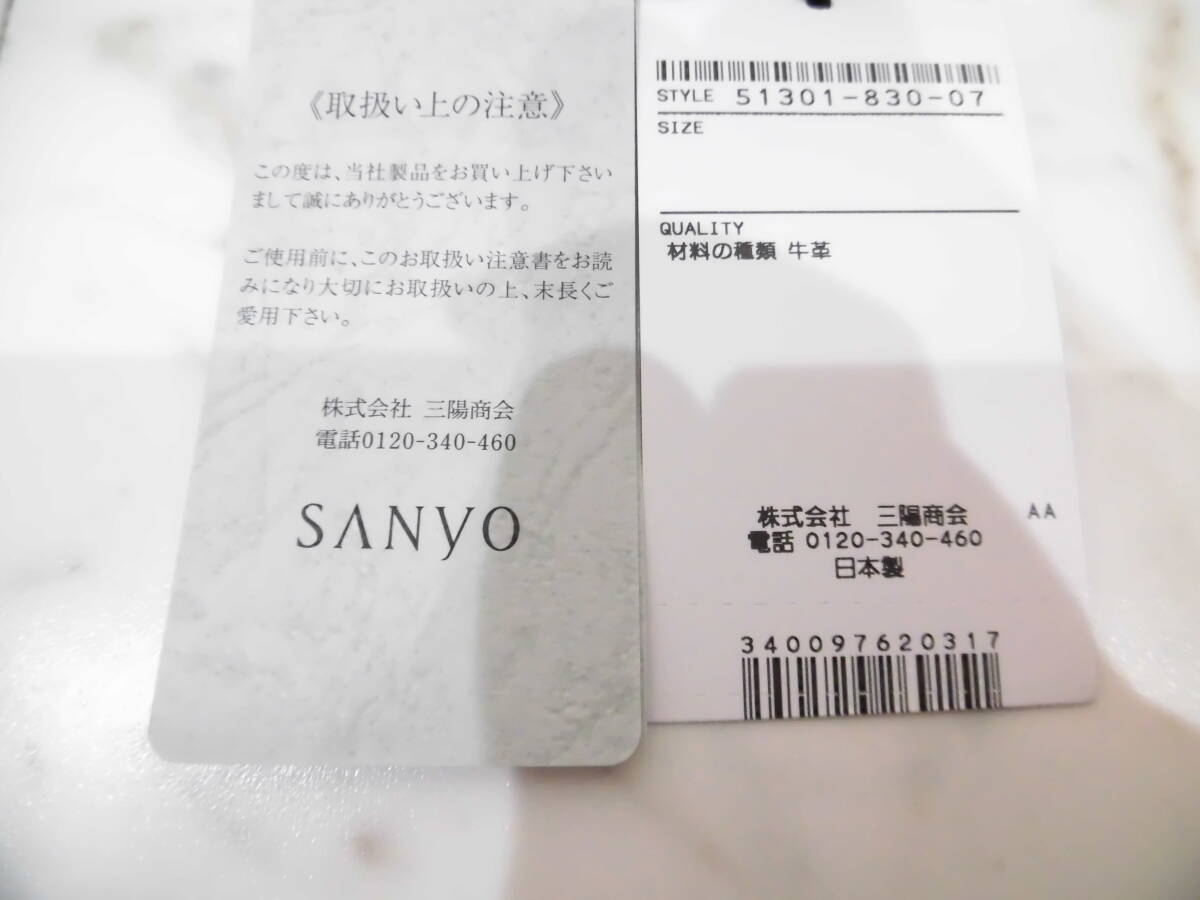 《取扱い上の注意》
この度は、当社製品をお買い上げ下さい
まして誠にありがとうございます。
ご使用前に、このお取扱い注意書をお読
みになり大切にお取扱いの上、末長くご
愛用下さい。
株式会社 三陽商会
電話0120-340-460
SANYO
STYLE 51301-830-07
SIZE
QUALITY
材料の種類 牛革
株式会社 三陽商会 AA
電話 0120-340-460
日本製
340097620317